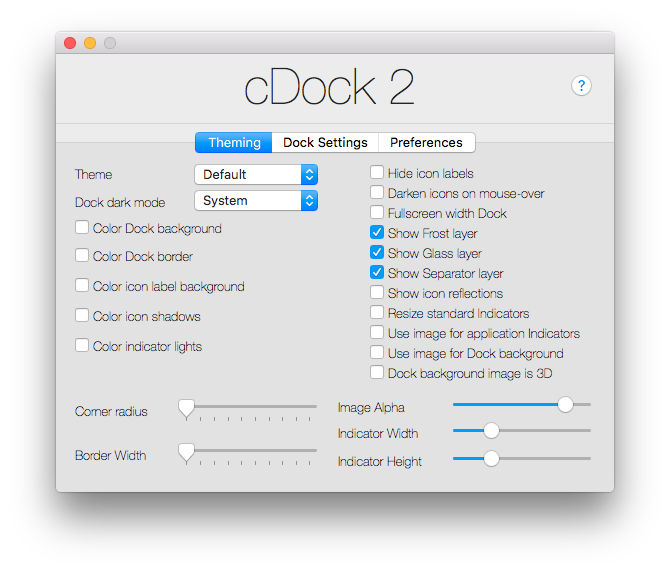 cDock 2
?
Theming Dock Settings Preferences
Theme Default
Dock dark mode System
Color Dock background
Color Dock border
Color icon label background
Color icon shadows
Color indicator lights
Hide icon labels
Darken icons on mouse-over
Fullscreen width Dock
Show Frost layer
Show Glass layer
Show Separator layer
Show icon reflections
Resize standard Indicators
Use image for application Indicators
Use image for Dock background
Dock background image is 3D
Corner radius
Border Width
Image Alpha
Indicator Width
Indicator Height